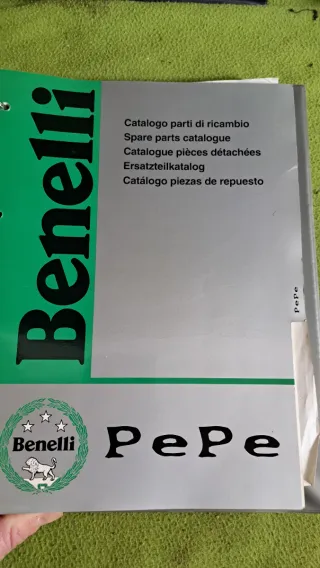 Benelli
Catalogo parti di ricambio
Spare parts catalogue
Catalogue pièces détachées
Ersatzteilkatalog
Catálogo piezas de repuesto
PePe
Benelli
PePe